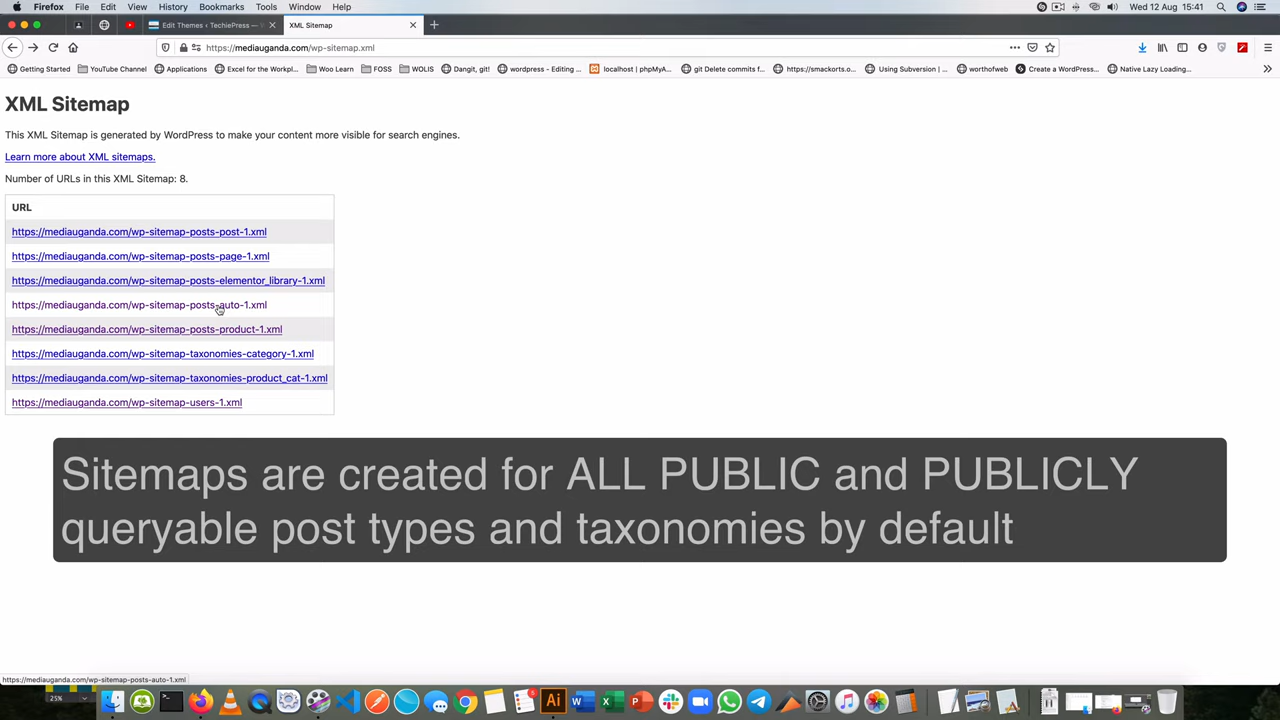 Firefox File Edit View History Bookmarks Tools Window Help Wed 12 Aug 15:41
Edit Themes ‹ TechiePress — XML Sitemap
https://mediauganda.com/wp-sitemap.xml
Getting Started YouTube Channel Applications Excel for the Workpl... Woo Learn FOSS WOLIS Dangit, git! wordpress - Editing ... localhost | phpMyA... git Delete commits f... https://smackorts.o... Using Subversion | ... worthofweb Create a WordPress... Native Lazy Loading...
XML Sitemap
This XML Sitemap is generated by WordPress to make your content more visible for search engines.
Learn more about XML sitemaps.
Number of URLs in this XML Sitemap: 8.
URL
https://mediauganda.com/wp-sitemap-posts-post-1.xml
https://mediauganda.com/wp-sitemap-posts-page-1.xml
https://mediauganda.com/wp-sitemap-posts-elementor_library-1.xml
https://mediauganda.com/wp-sitemap-posts-auto-1.xml
https://mediauganda.com/wp-sitemap-posts-product-1.xml
https://mediauganda.com/wp-sitemap-taxonomies-category-1.xml
https://mediauganda.com/wp-sitemap-taxonomies-product_cat-1.xml
https://mediauganda.com/wp-sitemap-users-1.xml
Sitemaps are created for ALL PUBLIC and PUBLICLY
queryable post types and taxonomies by default
https://mediauganda.com/wp-sitemap-posts-auto-1.xml
25%
Ai